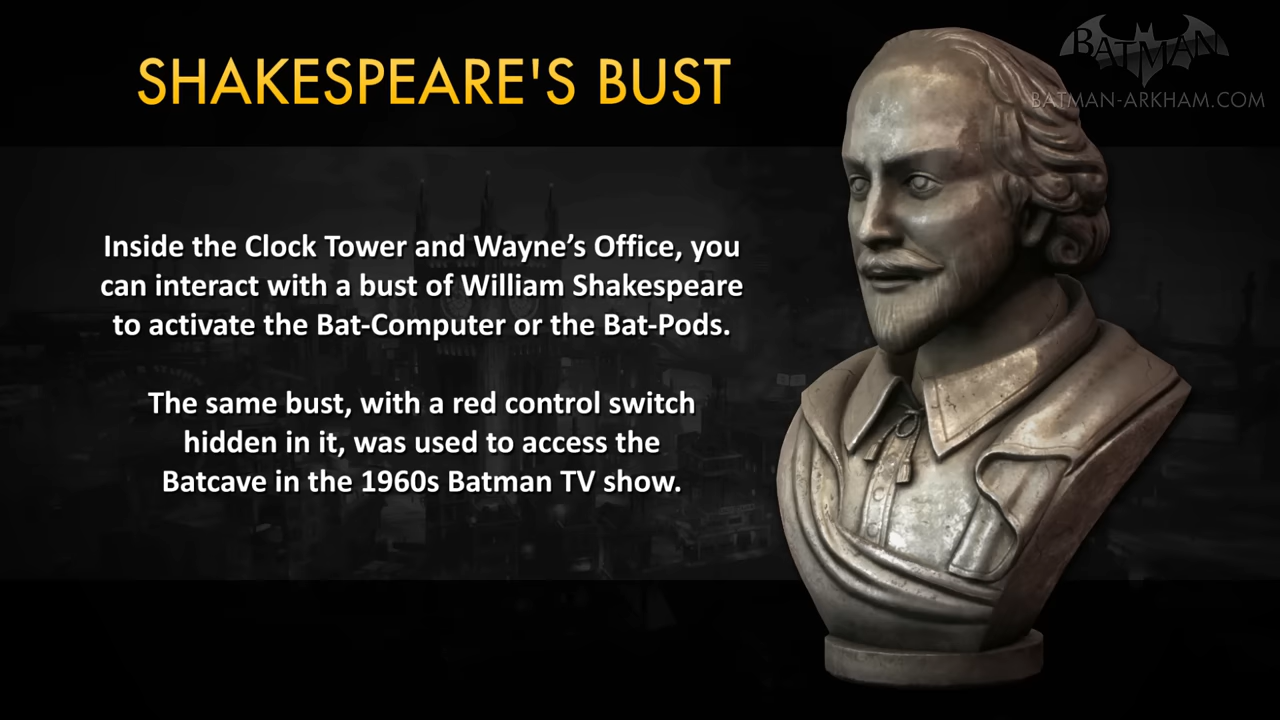 SHAKESPEARE'S BUST
BATMAN
BATMAN-ARKHAM.COM
Inside the Clock Tower and Wayne’s Office, you
can interact with a bust of William Shakespeare
to activate the Bat-Computer or the Bat-Pods.
The same bust, with a red control switch
hidden in it, was used to access the
Batcave in the 1960s Batman TV show.